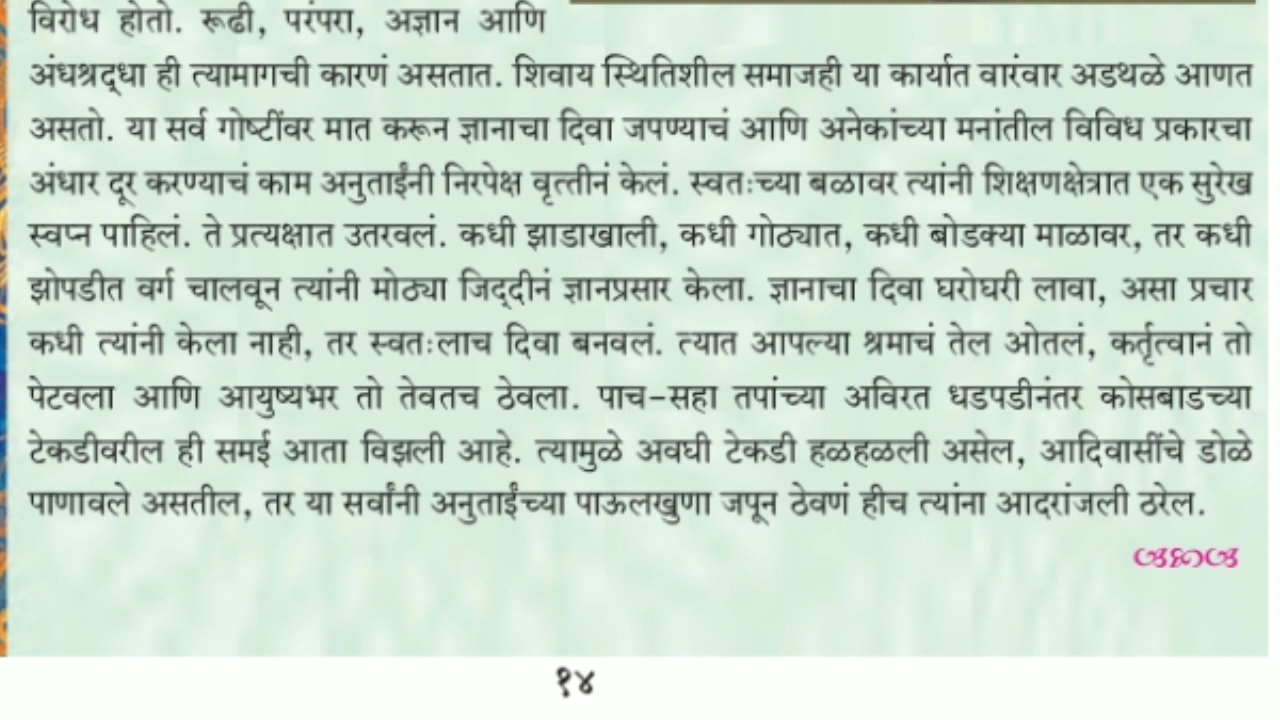 विरोध होतो. रूढी, परंपरा, अज्ञान आणि
अंधश्रद्धा ही त्यामागची कारणं असतात. शिवाय स्थितिशील समाजही या कार्यात वारंवार अडथळे आणत
असतो. या सर्व गोष्टींवर मात करून ज्ञानाचा दिवा जपण्याचं आणि अनेकांच्या मनांतील विविध प्रकारचा
अंधार दूर करण्याचं काम अनुताईंनी निरपेक्ष वृत्तीनं केलं. स्वतःच्या बळावर त्यांनी शिक्षणक्षेत्रात एक सुरेख
स्वप्न पाहिलं. ते प्रत्यक्षात उतरवलं. कधी झाडाखाली, कधी गोठ्यात, कधी बोडक्या माळावर, तर कधी
झोपडीत वर्ग चालवून त्यांनी मोठ्या जिद्दीनं ज्ञानप्रसार केला. ज्ञानाचा दिवा घरोघरी लावा, असा प्रचार
कधी त्यांनी केला नाही, तर स्वतःलाच दिवा बनवलं. त्यात आपल्या श्रमाचं तेल ओतलं, कर्तृत्वानं तो
पेटवला आणि आयुष्यभर तो तेवतच ठेवला. पाच-सहा तपांच्या अविरत धडपडीनंतर कोसबाडच्या
टेकडीवरील ही समई आता विझली आहे. त्यामुळे अवघी टेकडी हळहळली असेल, आदिवासींचे डोळे
पाणावले असतील, तर या सर्वांनी अनुताईंच्या पाऊलखुणा जपून ठेवणं हीच त्यांना आदरांजली ठरेल.
१४